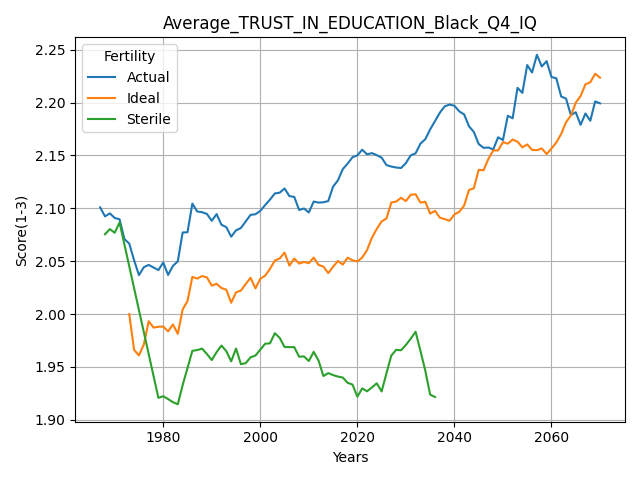 Average_TRUST_IN_EDUCATION_Black_Q4_IQ
Fertility
Actual
Ideal
Sterile
Score(1-3)
2.25
2.20
2.15
2.10
2.05
2.00
1.95
1.90
1980
2000
2020
2040
2060
Years